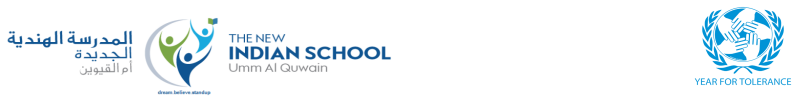 المدرسة الهندية
الجديدة
أم القيوين
THE NEW
INDIAN SCHOOL
Umm Al Quwain
dream.believe.standup
YEAR FOR TOLERANCE